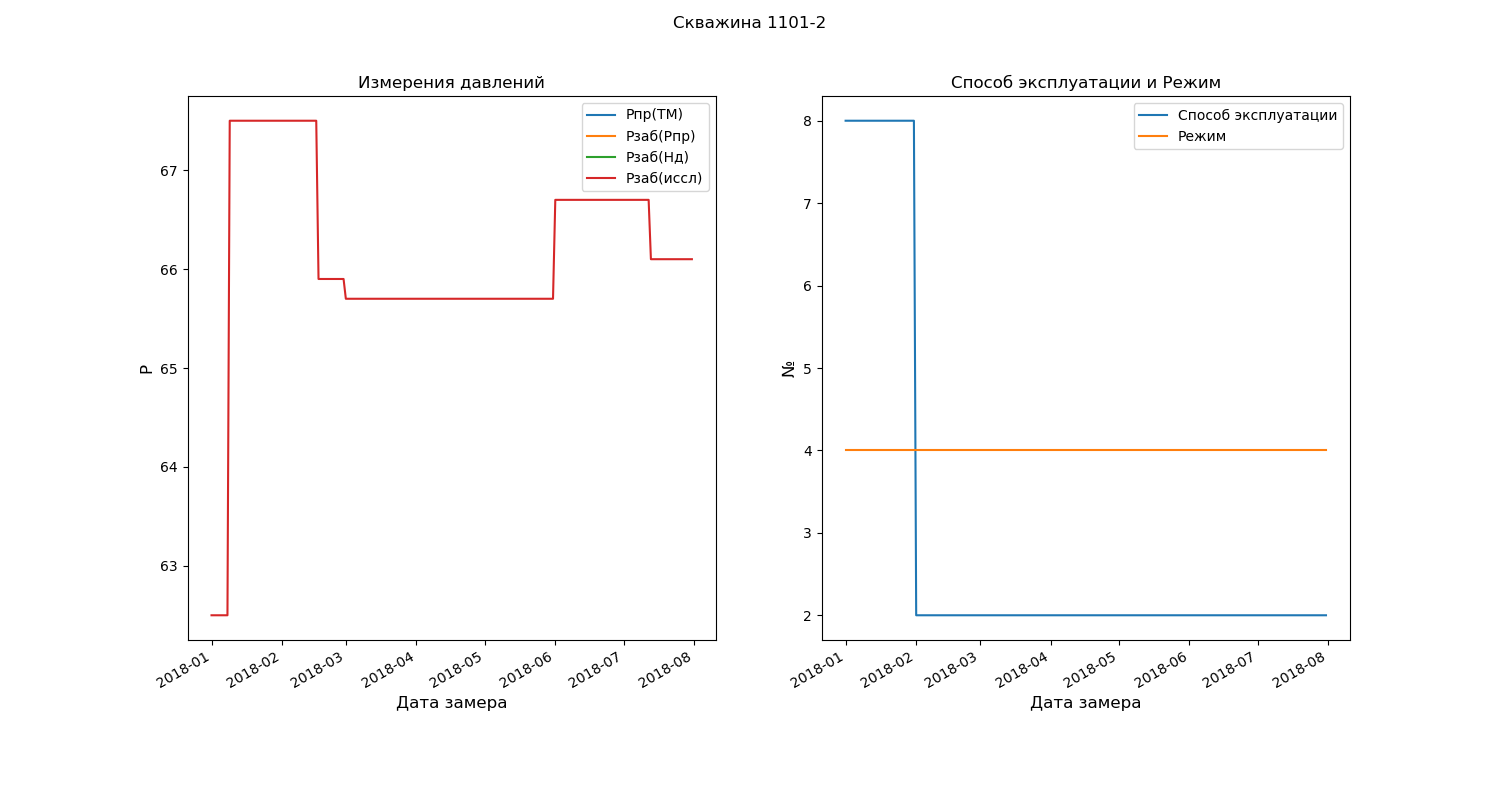 Скважина 1101-2
Измерения давлений
Рпр(ТМ)
Рзаб(Рпр)
Рзаб(Нд)
Рзаб(иссл)
67
66
65
64
63
P
2018-01
2018-02
2018-03
2018-04
2018-05
2018-06
2018-07
2018-08
Дата замера
Способ эксплуатации и Режим
Способ эксплуатации
Режим
8
7
6
5
4
3
2
№
2018-01
2018-02
2018-03
2018-04
2018-05
2018-06
2018-07
2018-08
Дата замера